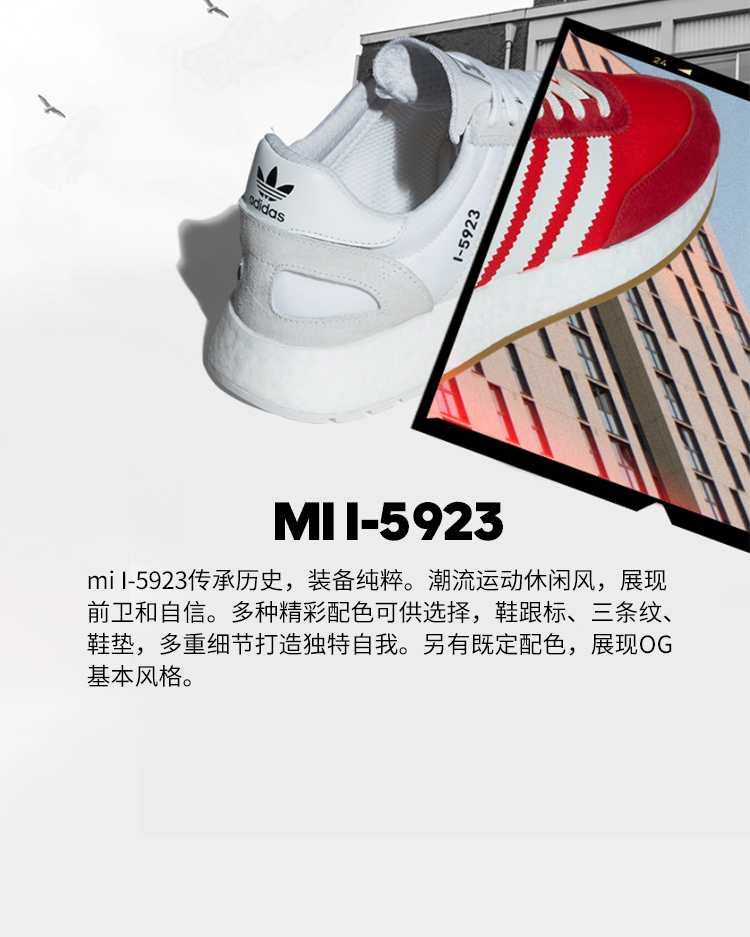 24
adidas
I-5923
MI I-5923
mi I-5923传承历史，装备纯粹。潮流运动休闲风，展现
前卫和自信。多种精彩配色可供选择，鞋跟标、三条纹、
鞋垫，多重细节打造独特自我。另有既定配色，展现OG
基本风格。